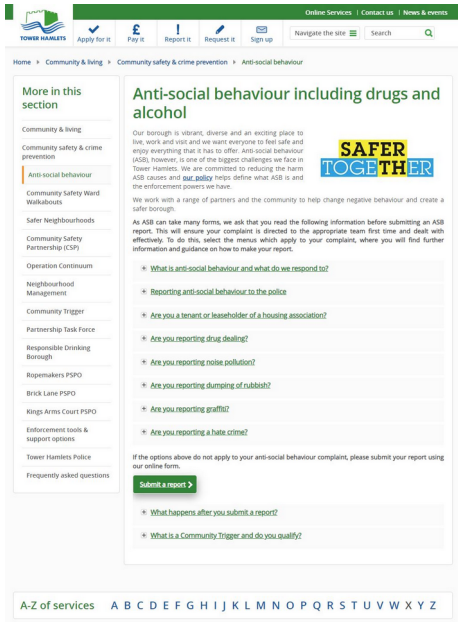 Online Services | Contact us | News & events
TOWER HAMLETS
Apply for it
Pay it
Report it
Request it
Sign up
Navigate the site
Search
Home Community & living Community safety & crime prevention Anti-social behaviour
More in this
section
Community & living
Community safety & crime
prevention
Anti-social behaviour
Community Safety Ward
Walkabouts
Safer Neighbourhoods
Community Safety
Partnership (CSP)
Operation Continuum
Neighbourhood
Management
Community Trigger
Partnership Task Force
Responsible Drinking
Borough
Ropemakers PSPO
Brick Lane PSPO
Kings Arms Court PSPO
Enforcement tools &
support options
Tower Hamlets Police
Frequently asked questions
Anti-social behaviour including drugs and
alcohol
Our borough is vibrant, diverse and an exciting place to
live, work and visit and we want everyone to feel safe and
enjoy everything that it has to offer. Anti-social behaviour
(ASB), however, is one of the biggest challenges we face in
Tower Hamlets. We are committed to reducing the harm
ASB causes and our policy helps define what ASB is and
the enforcement powers we have.
SAFER
TOGETHER
We work with a range of partners and the community to help change negative behaviour and create a
safer borough.
As ASB can take many forms, we ask that you read the following information before submitting an ASB
report. This will ensure your complaint is directed to the appropriate team first time and dealt with
effectively. To do this, select the menus which apply to your complaint, where you will find further
information and guidance on how to make your report.
What is anti-social behaviour and what do we respond to?
Reporting anti-social behaviour to the police
Are you a tenant or leaseholder of a housing association?
Are you reporting drug dealing?
Are you reporting noise pollution?
Are you reporting dumping of rubbish?
Are you reporting graffiti?
Are you reporting a hate crime?
If the options above do not apply to your anti-social behaviour complaint, please submit your report using
our online form.
Submit a report
What happens after you submit a report?
What is a Community Trigger and do you qualify?
A-Z of services A B C D E F G H I J K L M N O P Q R S T U V W X Y Z